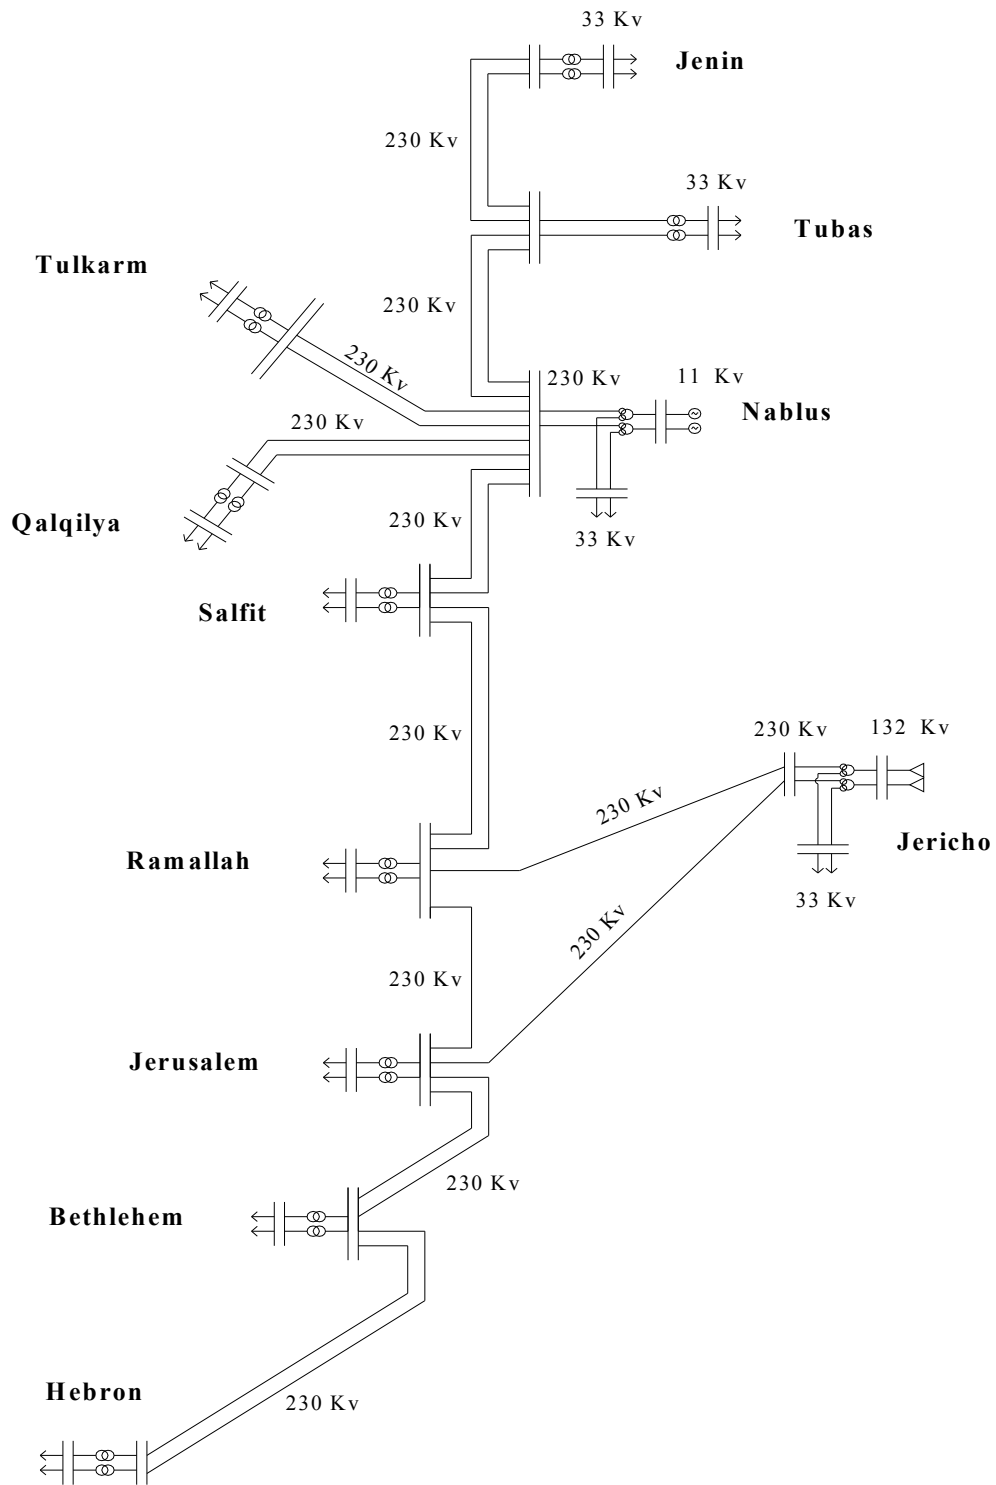 33 Kv
Jenin
230 Kv
33 Kv
Tubas
Tulkarm
230 Kv
230 Kv
230 Kv
11 Kv
Nablus
230 Kv
Qalqilya
230 Kv
33 Kv
Salfit
230 Kv
230 Kv
132 Kv
230 Kv
Ramallah
Jericho
33 Kv
230 Kv
230 Kv
Jerusalem
230 Kv
Bethlehem
Hebron
230 Kv